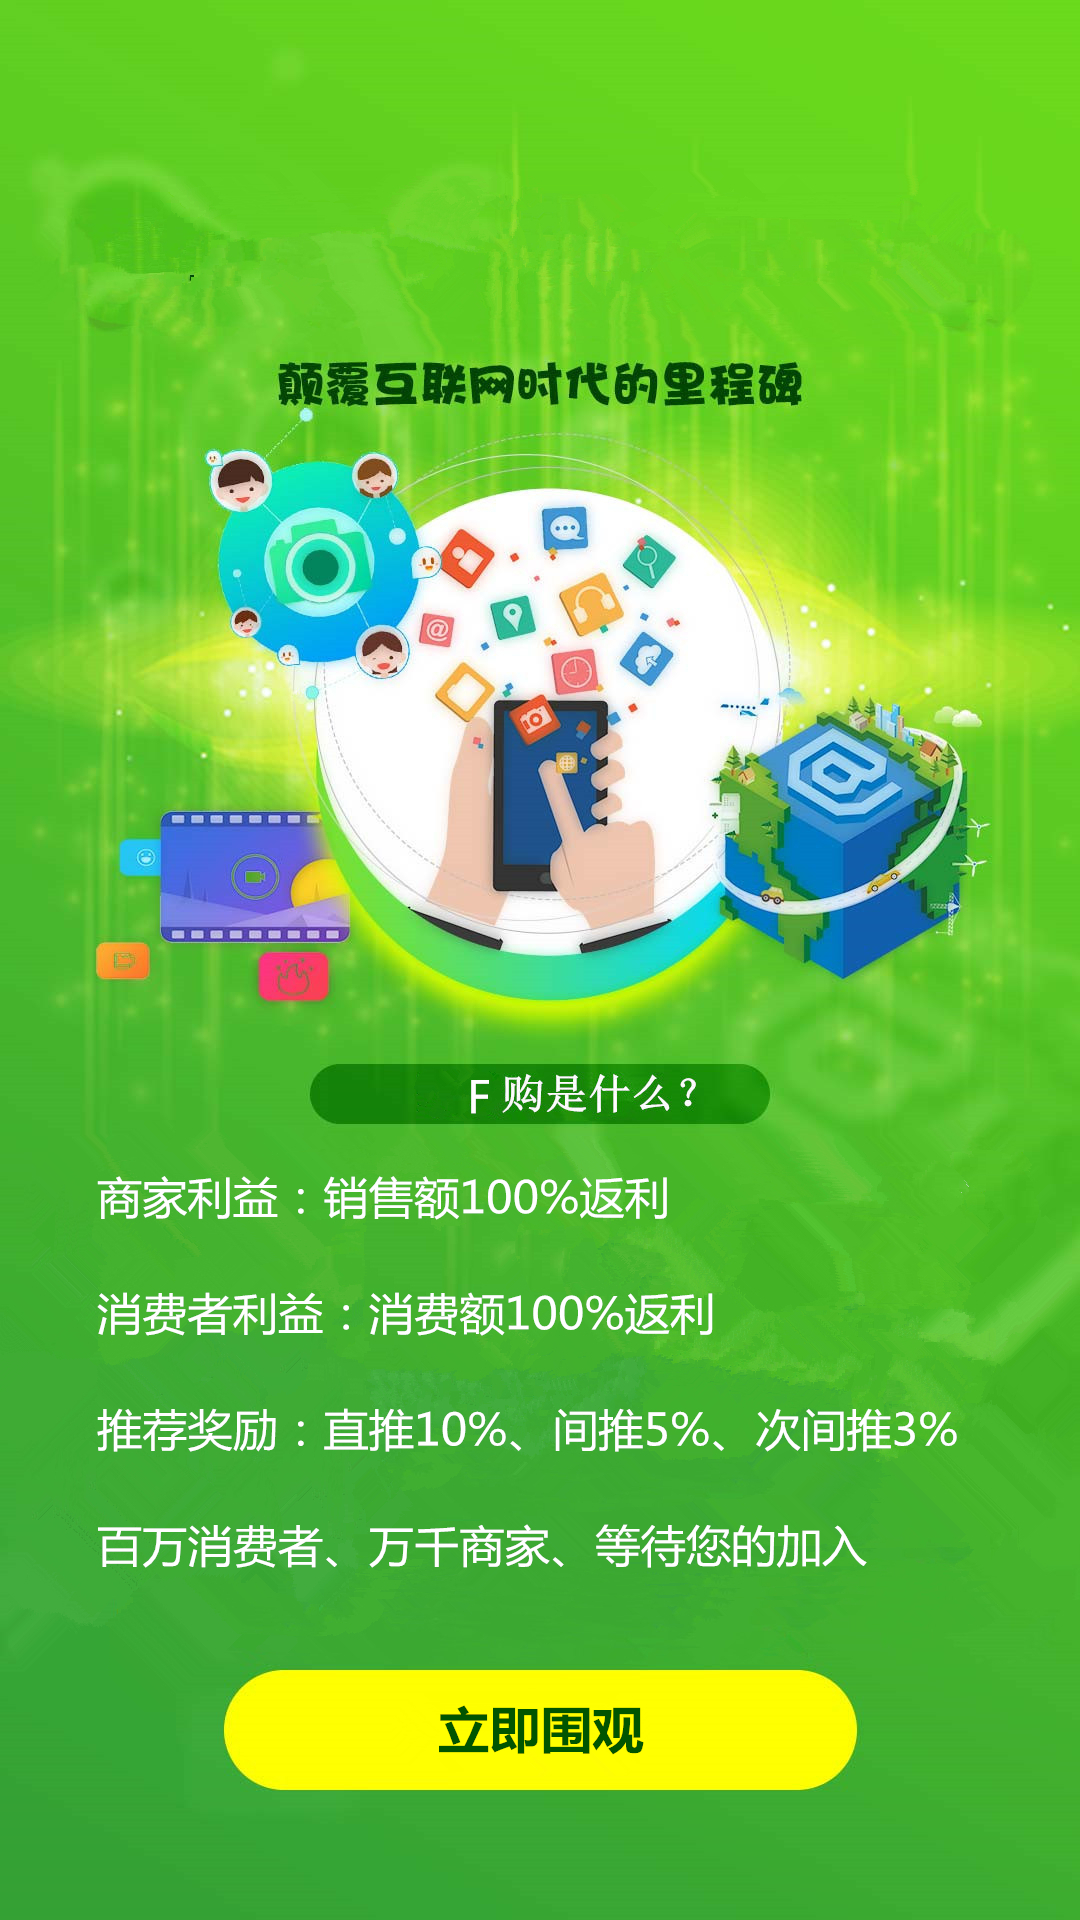 颠覆互联网时代的里程碑
@
@
F 购是什么?
商家利益：销售额100%返利
消费者利益：消费额100%返利
推荐奖励：直推10%、间推5%、次间推3%
百万消费者、万千商家、等待您的加入
立即围观